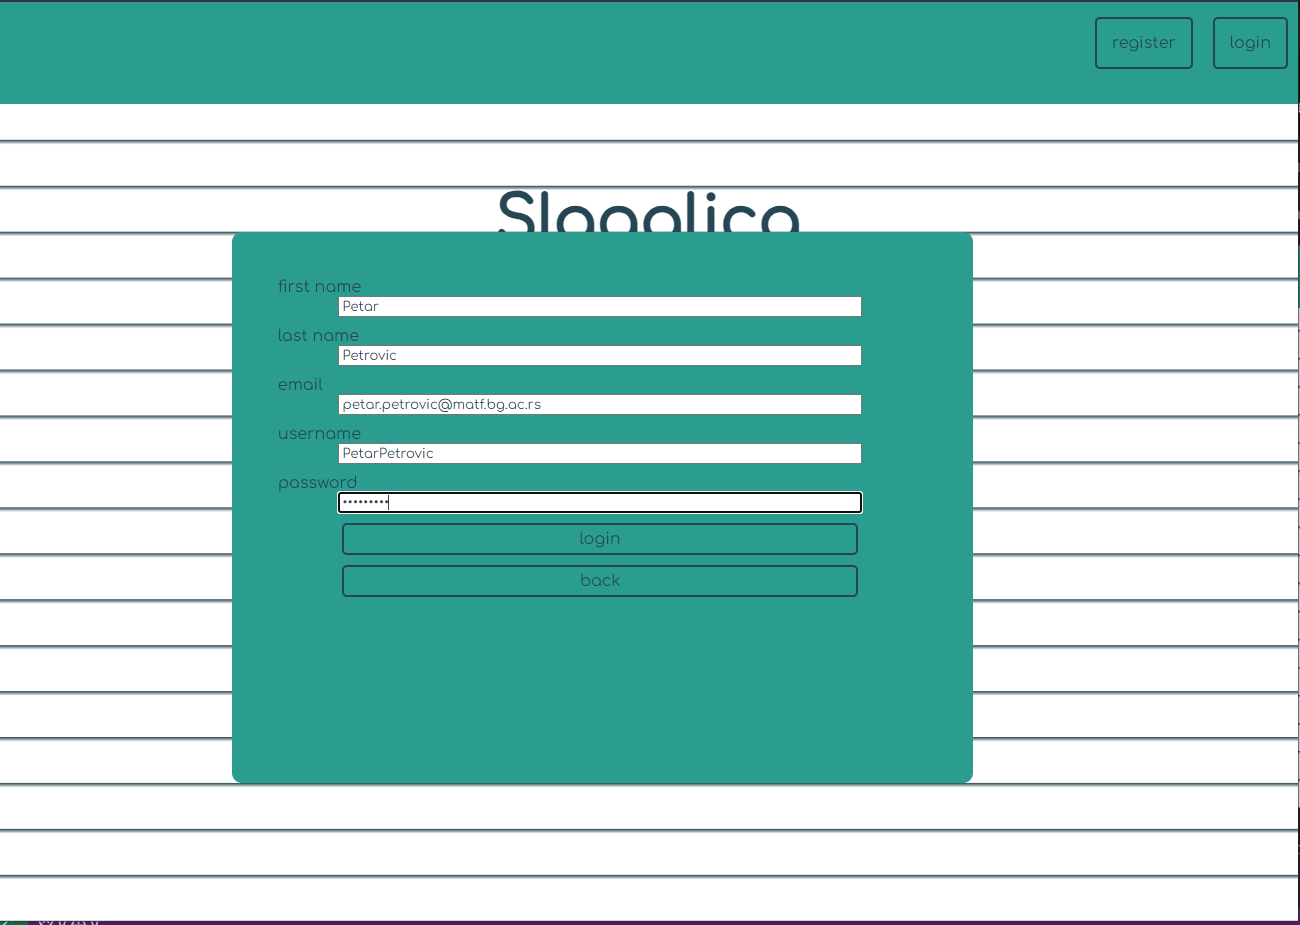 register
login
first name
Petar
last name
Petrovic
email
petar.petrovic@matf.bg.ac.rs
username
PetarPetrovic
password
•••••••••
login
back